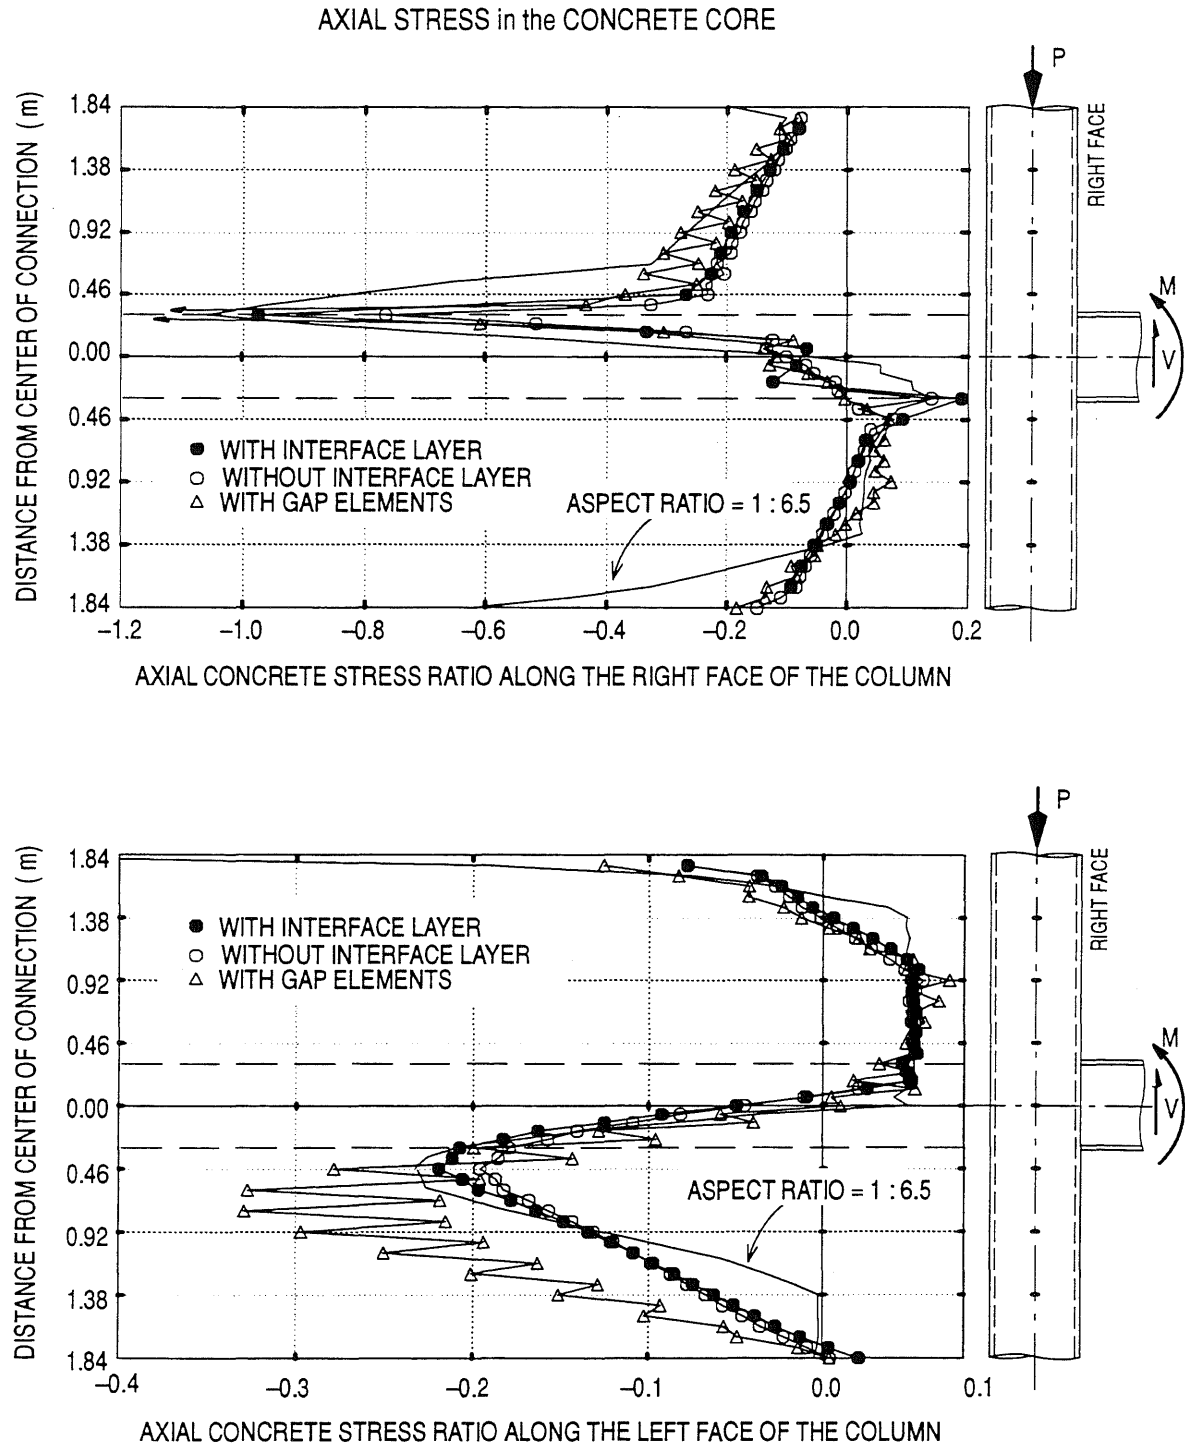 AXIAL STRESS in the CONCRETE CORE
P
RIGHT FACE
M
V
DISTANCE FROM CENTER OF CONNECTION (m)
1.84
1.38
0.92
0.46
0.00
0.46
0.92
1.38
1.84
WITH INTERFACE LAYER
WITHOUT INTERFACE LAYER
WITH GAP ELEMENTS
ASPECT RATIO = 1 : 6.5
-1.2 -1.0 -0.8 -0.6 -0.4 -0.2 0.0 0.2
AXIAL CONCRETE STRESS RATIO ALONG THE RIGHT FACE OF THE COLUMN
P
RIGHT FACE
M
V
DISTANCE FROM CENTER OF CONNECTION (m)
1.84
1.38
0.92
0.46
0.00
0.46
0.92
1.38
1.84
WITH INTERFACE LAYER
WITHOUT INTERFACE LAYER
WITH GAP ELEMENTS
ASPECT RATIO = 1 : 6.5
-0.4 -0.3 -0.2 -0.1 0.0 0.1
AXIAL CONCRETE STRESS RATIO ALONG THE LEFT FACE OF THE COLUMN